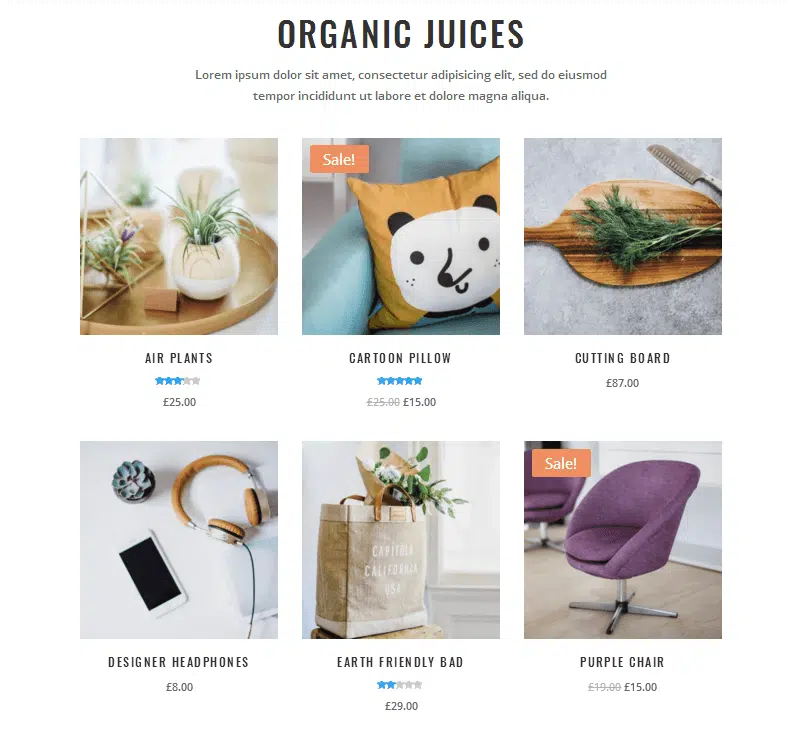 ORGANIC JUICES
Lorem ipsum dolor sit amet, consectetur adipisicing elit, sed do eiusmod
tempor incididunt ut labore et dolore magna aliqua.
Sale!
AIR PLANTS
£25.00
CARTOON PILLOW
£25.00 £15.00
CUTTING BOARD
£87.00
CAPITOLA
CALIFORNIA
USA
Sale!
DESIGNER HEADPHONES
£8.00
EARTH FRIENDLY BAD
£29.00
PURPLE CHAIR
£19.00 £15.00